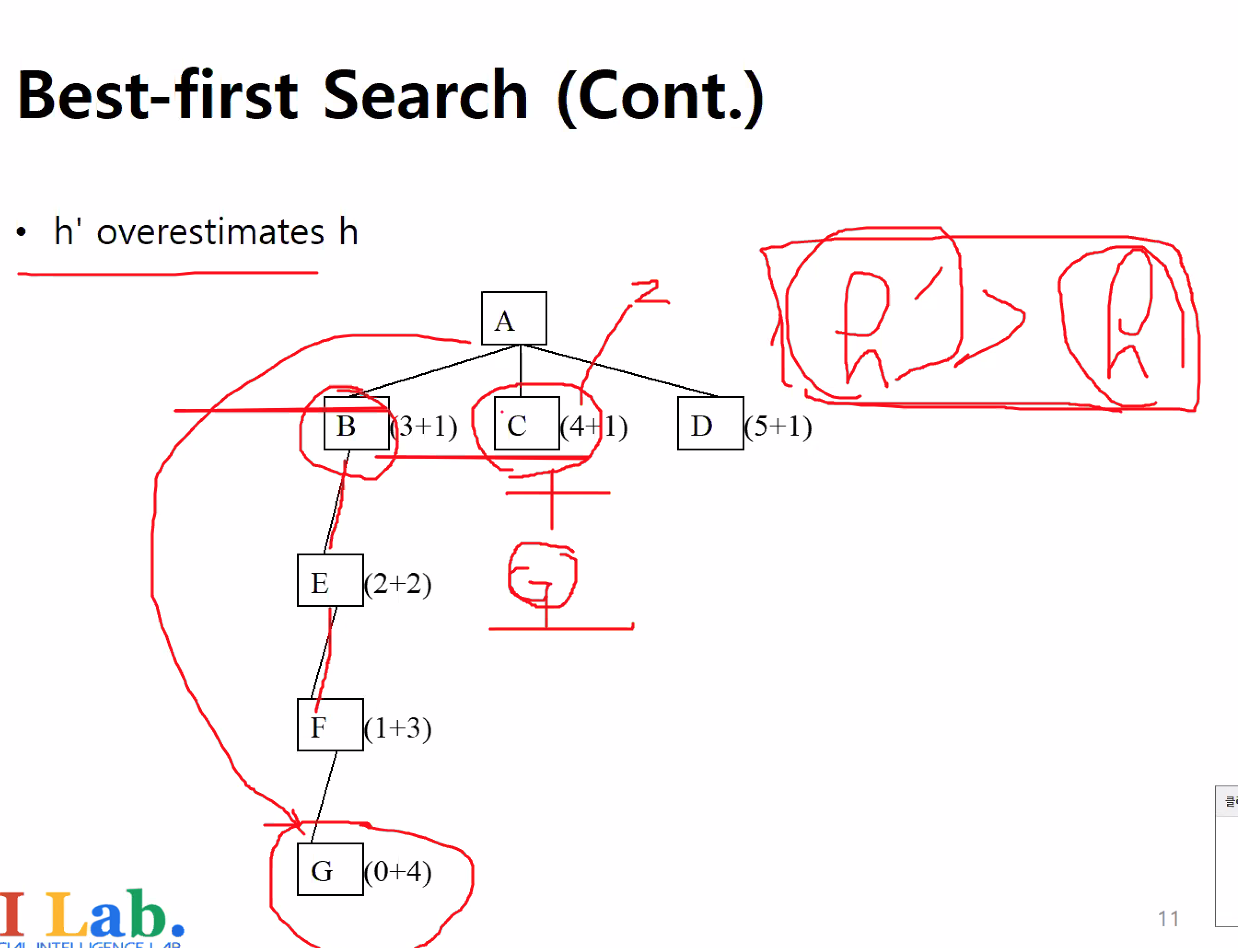 Best-first Search (Cont.)
• h' overestimates h
h' > h
2
A
B (3+1) C (4+1) D (5+1)
E (2+2)
G
F (1+3)
G (0+4)
I Lab.
CIAL INTELLIGENCE LAB
11